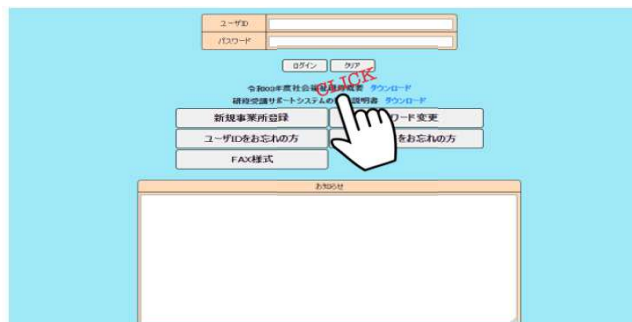 ユーザID
パスワード
ログイン クリア
令和03年度社会福祉 ダウンロード
研修受講サポートシステムの 説明書 ダウンロード
CLICK
新規事業所登録 ワード変更
ユーザIDをお忘れの方 をお忘れの方
FAX様式
お知らせ